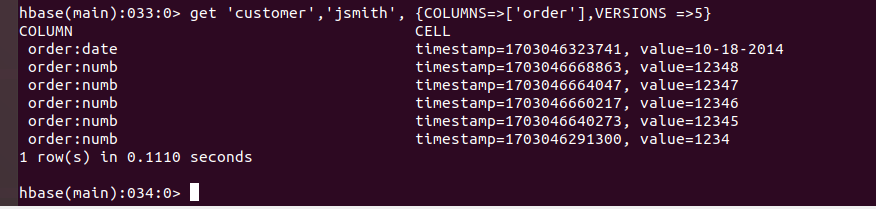 hbase(main):033:0> get 'customer','jsmith', {COLUMNS=>['order'],VERSIONS =>5}
COLUMN CELL
order:date timestamp=1703046323741, value=10-18-2014
order:numb timestamp=1703046668863, value=12348
order:numb timestamp=1703046664047, value=12347
order:numb timestamp=1703046660217, value=12346
order:numb timestamp=1703046640273, value=12345
order:numb timestamp=1703046291300, value=1234
1 row(s) in 0.1110 seconds
hbase(main):034:0>